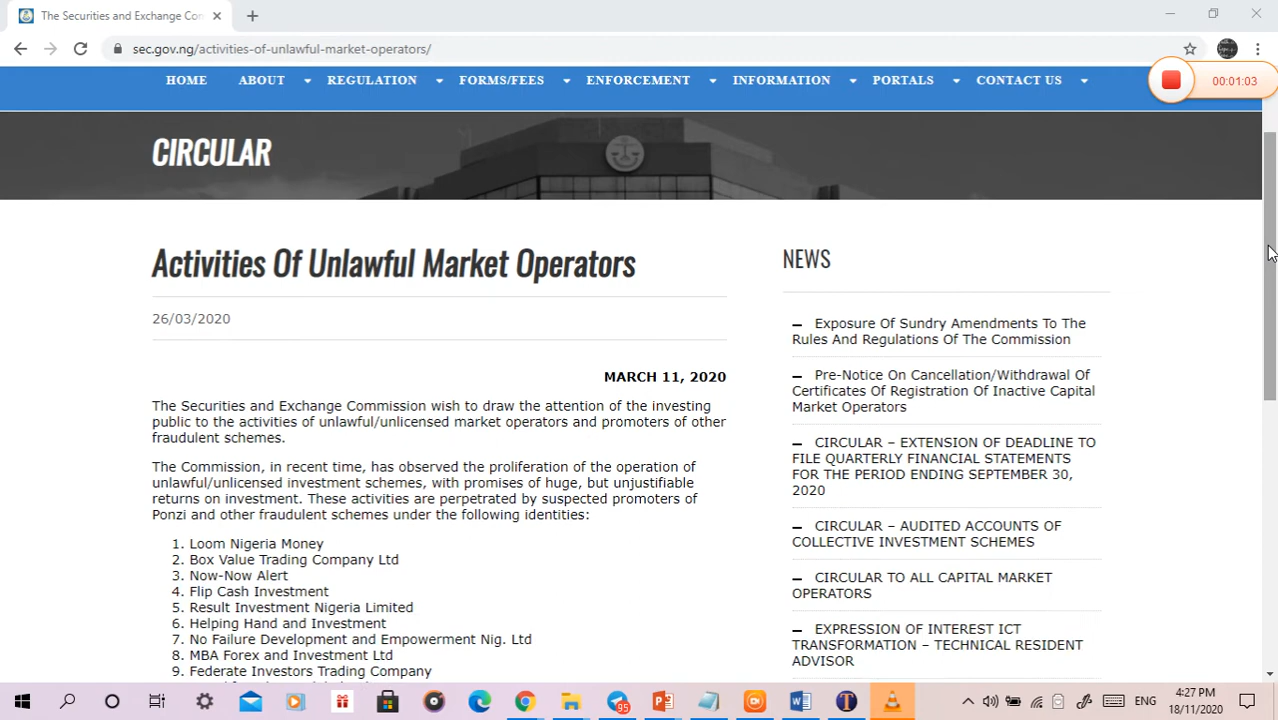 The Securities and Exchange Con
sec.gov.ng/activities-of-unlawful-market-operators/
HOME ABOUT REGULATION FORMS/FEES ENFORCEMENT INFORMATION PORTALS CONTACT US
00:01:03
CIRCULAR
Activities Of Unlawful Market Operators
26/03/2020
MARCH 11, 2020
The Securities and Exchange Commission wish to draw the attention of the investing
public to the activities of unlawful/unlicensed market operators and promoters of other
fraudulent schemes.
The Commission, in recent time, has observed the proliferation of the operation of
unlawful/unlicensed investment schemes, with promises of huge, but unjustifiable
returns on investment. These activities are perpetrated by suspected promoters of
Ponzi and other fraudulent schemes under the following identities:
1. Loom Nigeria Money
2. Box Value Trading Company Ltd
3. Now-Now Alert
4. Flip Cash Investment
5. Result Investment Nigeria Limited
6. Helping Hand and Investment
7. No Failure Development and Empowerment Nig. Ltd
8. MBA Forex and Investment Ltd
9. Federate Investors Trading Company
NEWS
Exposure Of Sundry Amendments To The
Rules And Regulations Of The Commission
Pre-Notice On Cancellation/Withdrawal Of
Certificates Of Registration Of Inactive Capital
Market Operators
CIRCULAR – EXTENSION OF DEADLINE TO
FILE QUARTERLY FINANCIAL STATEMENTS
FOR THE PERIOD ENDING SEPTEMBER 30,
2020
CIRCULAR – AUDITED ACCOUNTS OF
COLLECTIVE INVESTMENT SCHEMES
CIRCULAR TO ALL CAPITAL MARKET
OPERATORS
EXPRESSION OF INTEREST ICT
TRANSFORMATION – TECHNICAL RESIDENT
ADVISOR
95
ENG
4:27 PM
18/11/2020